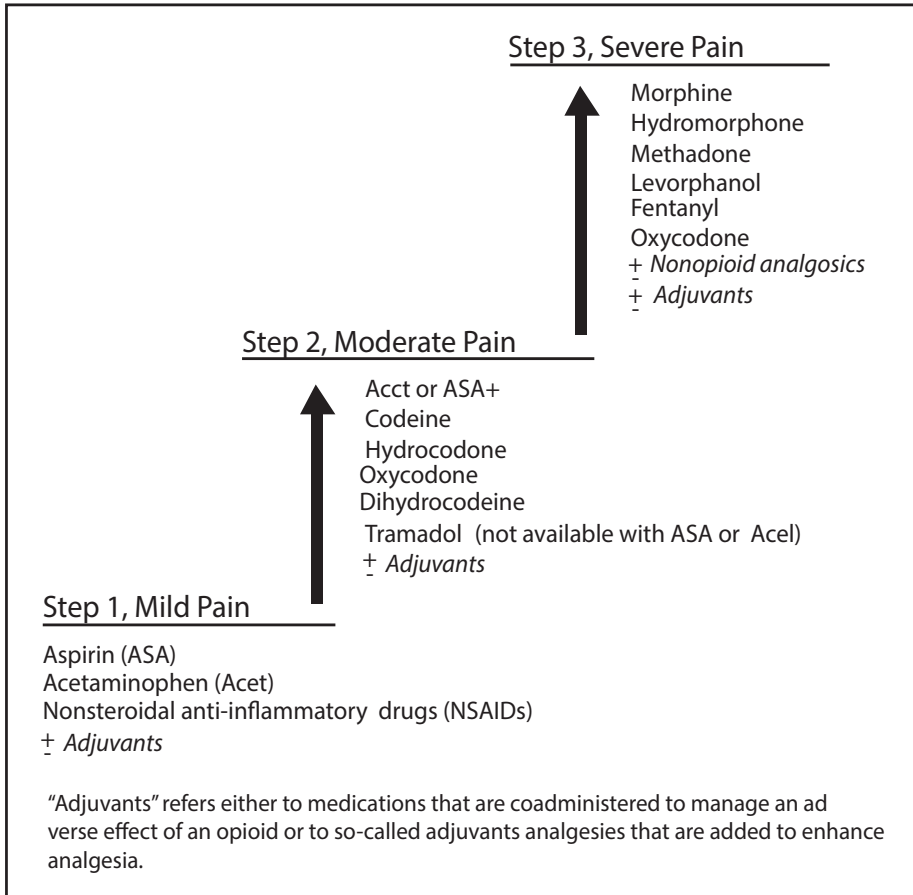 Step 3, Severe Pain
Morphine
Hydromorphone
Methadone
Levorphanol
Fentanyl
Oxycodone
± Nonopioid analgosics
± Adjuvants
Step 2, Moderate Pain
Acct or ASA+
Codeine
Hydrocodone
Oxycodone
Dihydrocodeine
Tramadol (not available with ASA or Acel)
± Adjuvants
Step 1, Mild Pain
Aspirin (ASA)
Acetaminophen (Acet)
Nonsteroidal anti-inflammatory drugs (NSAIDs)
± Adjuvants
“Adjuvants” refers either to medications that are coadministered to manage an ad
verse effect of an opioid or to so-called adjuvants analgesies that are added to enhance
analgesia.